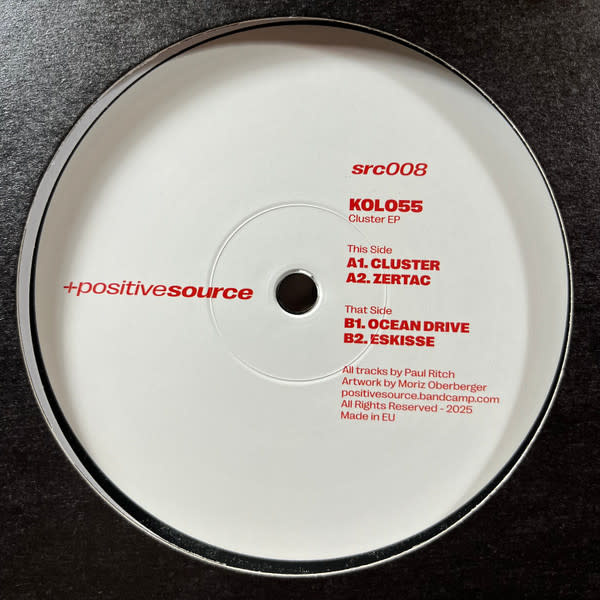 src008
KOLO55
Cluster EP
This Side
A1. CLUSTER
A2. ZERTAC
+positivesource
That Side
B1. OCEAN DRIVE
B2. ESKISSE
All tracks by Paul Ritch
Artwork by Moriz Oberberger
positivesource.bandcamp.com
All Rights Reserved - 2025
Made in EU